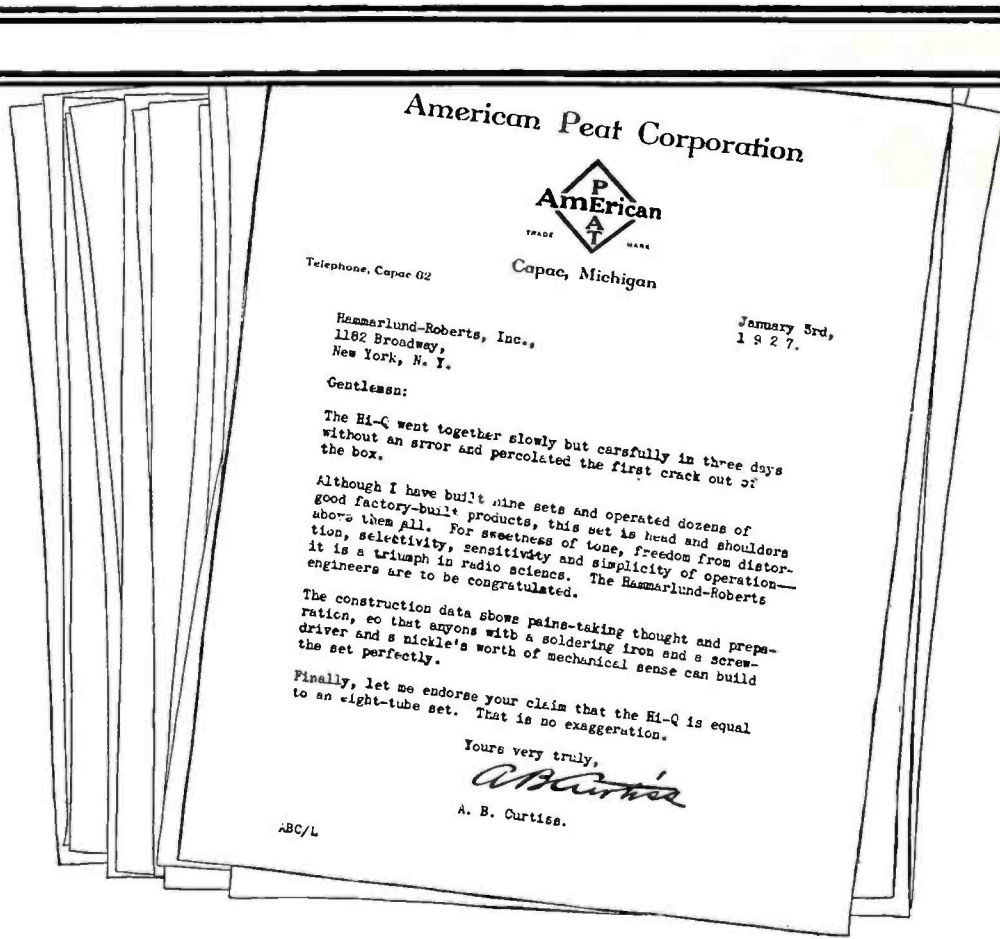 American Peat Corporation
P
AmErican
A
T
TRADE MARK
Capac, Michigan
Telephone, Capac 82
January 3rd,
1 9 2 7.
Hammarlund-Roberts, Inc.,
1182 Broadway,
New York, N. Y.
Gentlemen:
The Hi-Q went together slowly but carefully in three days
without an error and percolated the first crack out of
the box.
Although I have built nine sets and operated dozens of
good factory-built products, this set is head and shoulders
above them all. For sweetness of tone, freedom from distor-
tion, selectivity, sensitivity and simplicity of operation—
it is a triumph in radio science. The Hammarlund-Roberts
engineers are to be congratulated.
The construction data shows pains-taking thought and prepa-
ration, so that anyone with a soldering iron and a screw-
driver and a nickle's worth of mechanical sense can build
the set perfectly.
Finally, let me endorse your claim that the Hi-Q is equal
to an eight-tube set. That is no exaggeration.
Yours very truly,
A B Curtiss
A. B. Curtiss.
ABC/L